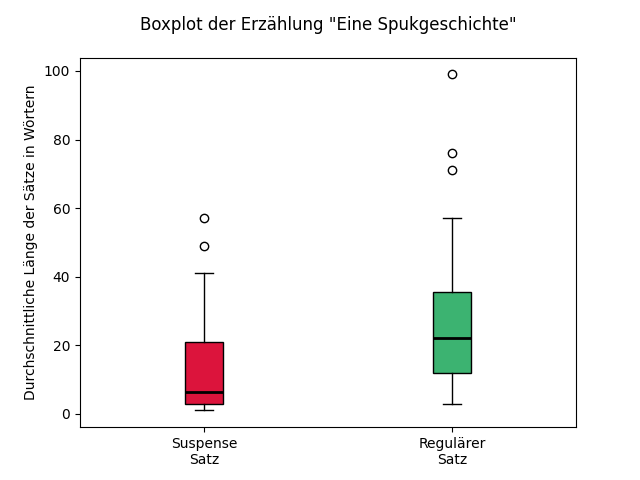 Boxplot der Erzählung "Eine Spukgeschichte"
Durchschnittliche Länge der Sätze in Wörtern
100
80
60
40
20
0
Suspense
Satz
Regulärer
Satz